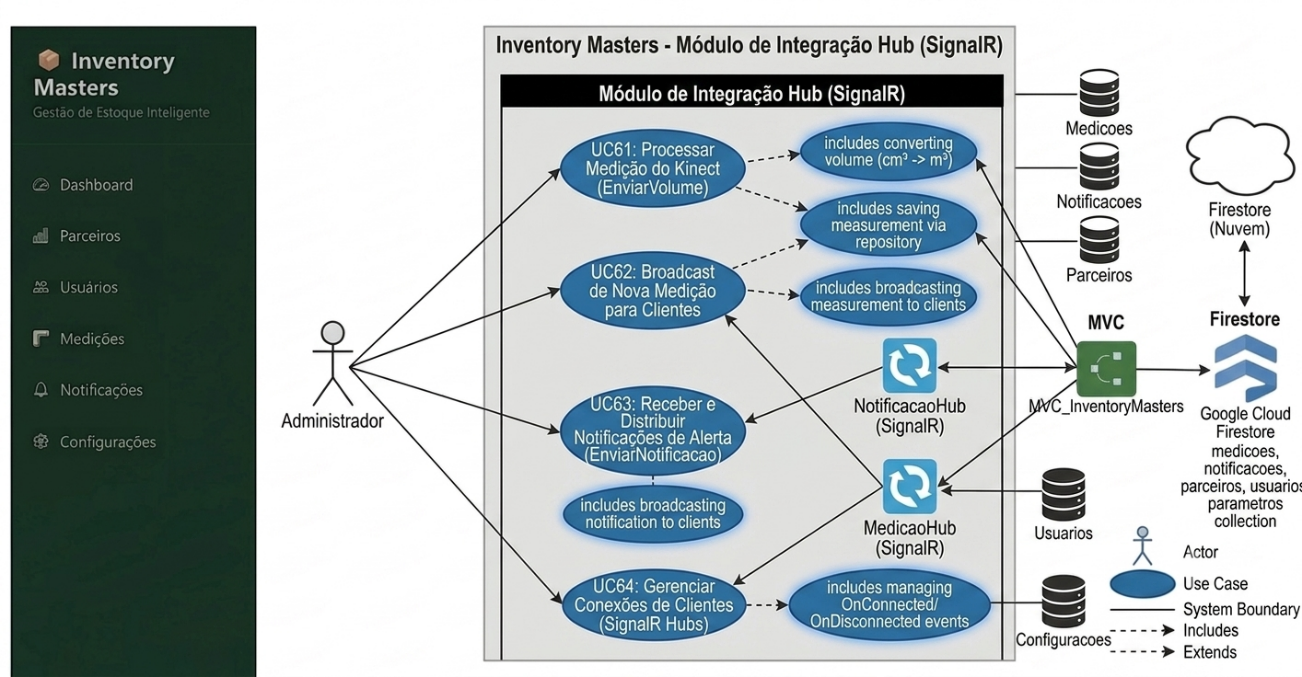 Inventory
Masters
Gestão de Estoque Inteligente
Dashboard
Parceiros
Usuários
Medições
Notificações
Configurações
Inventory Masters - Módulo de Integração Hub (SignalR)
Módulo de Integração Hub (SignalR)
UC61: Processar
Medição do Kinect
(EnviarVolume)
includes converting
volume (cm³ -> m³)
includes saving
measurement via
repository
UC62: Broadcast
de Nova Medição
para Clientes
includes broadcasting
measurement to clients
Administrador
UC63: Receber e
Distribuir
Notificações de Alerta
(EnviarNotificacao)
includes broadcasting
notification to clients
NotificacaoHub
(SignalR)
MedicaoHub
(SignalR)
UC64: Gerenciar
Conexões de Clientes
(SignalR Hubs)
includes managing
OnConnected/
OnDisconnected events
Medicoes
Notificacoes
Parceiros
MVC
MVC_InventoryMasters
Usuarios
Configuracoes
Firestore
(Nuvem)
Firestore
Google Cloud
Firestore
medicoes,
notificacoes,
parceiros, usuarios
parametros
collection
Actor
Use Case
System Boundary
Includes
Extends